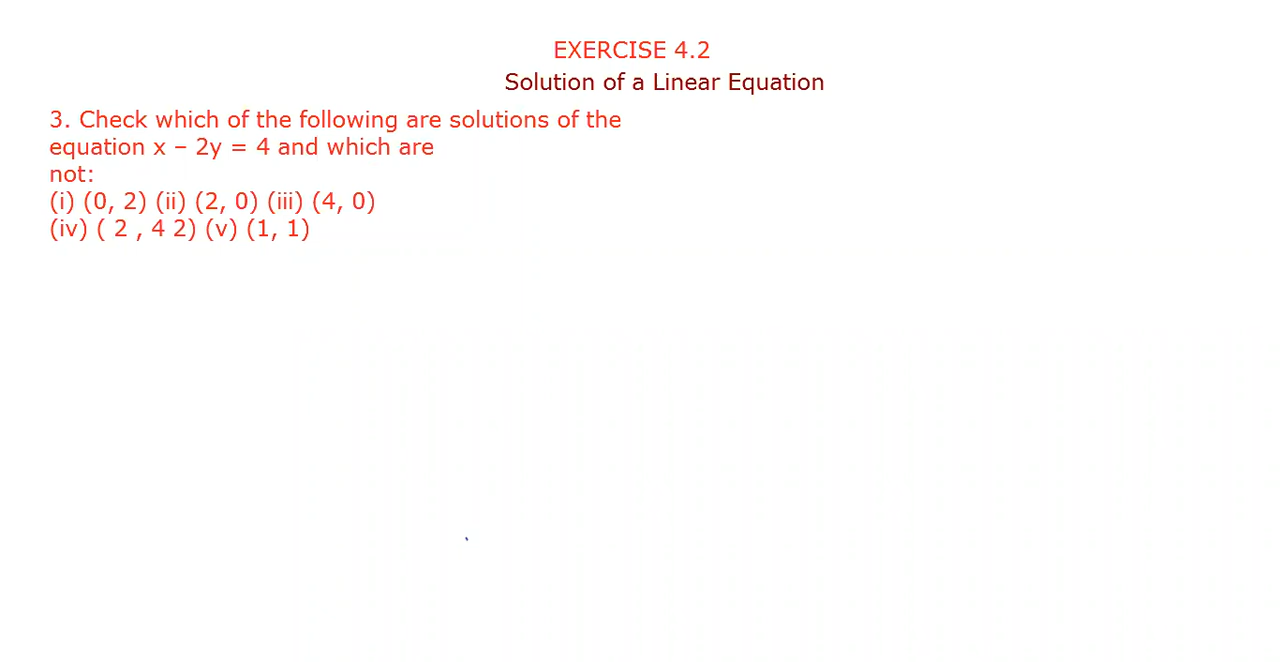 EXERCISE 4.2
Solution of a Linear Equation
3. Check which of the following are solutions of the
equation x – 2y = 4 and which are
not:
(i) (0, 2) (ii) (2, 0) (iii) (4, 0)
(iv) ( 2 , 4 2) (v) (1, 1)